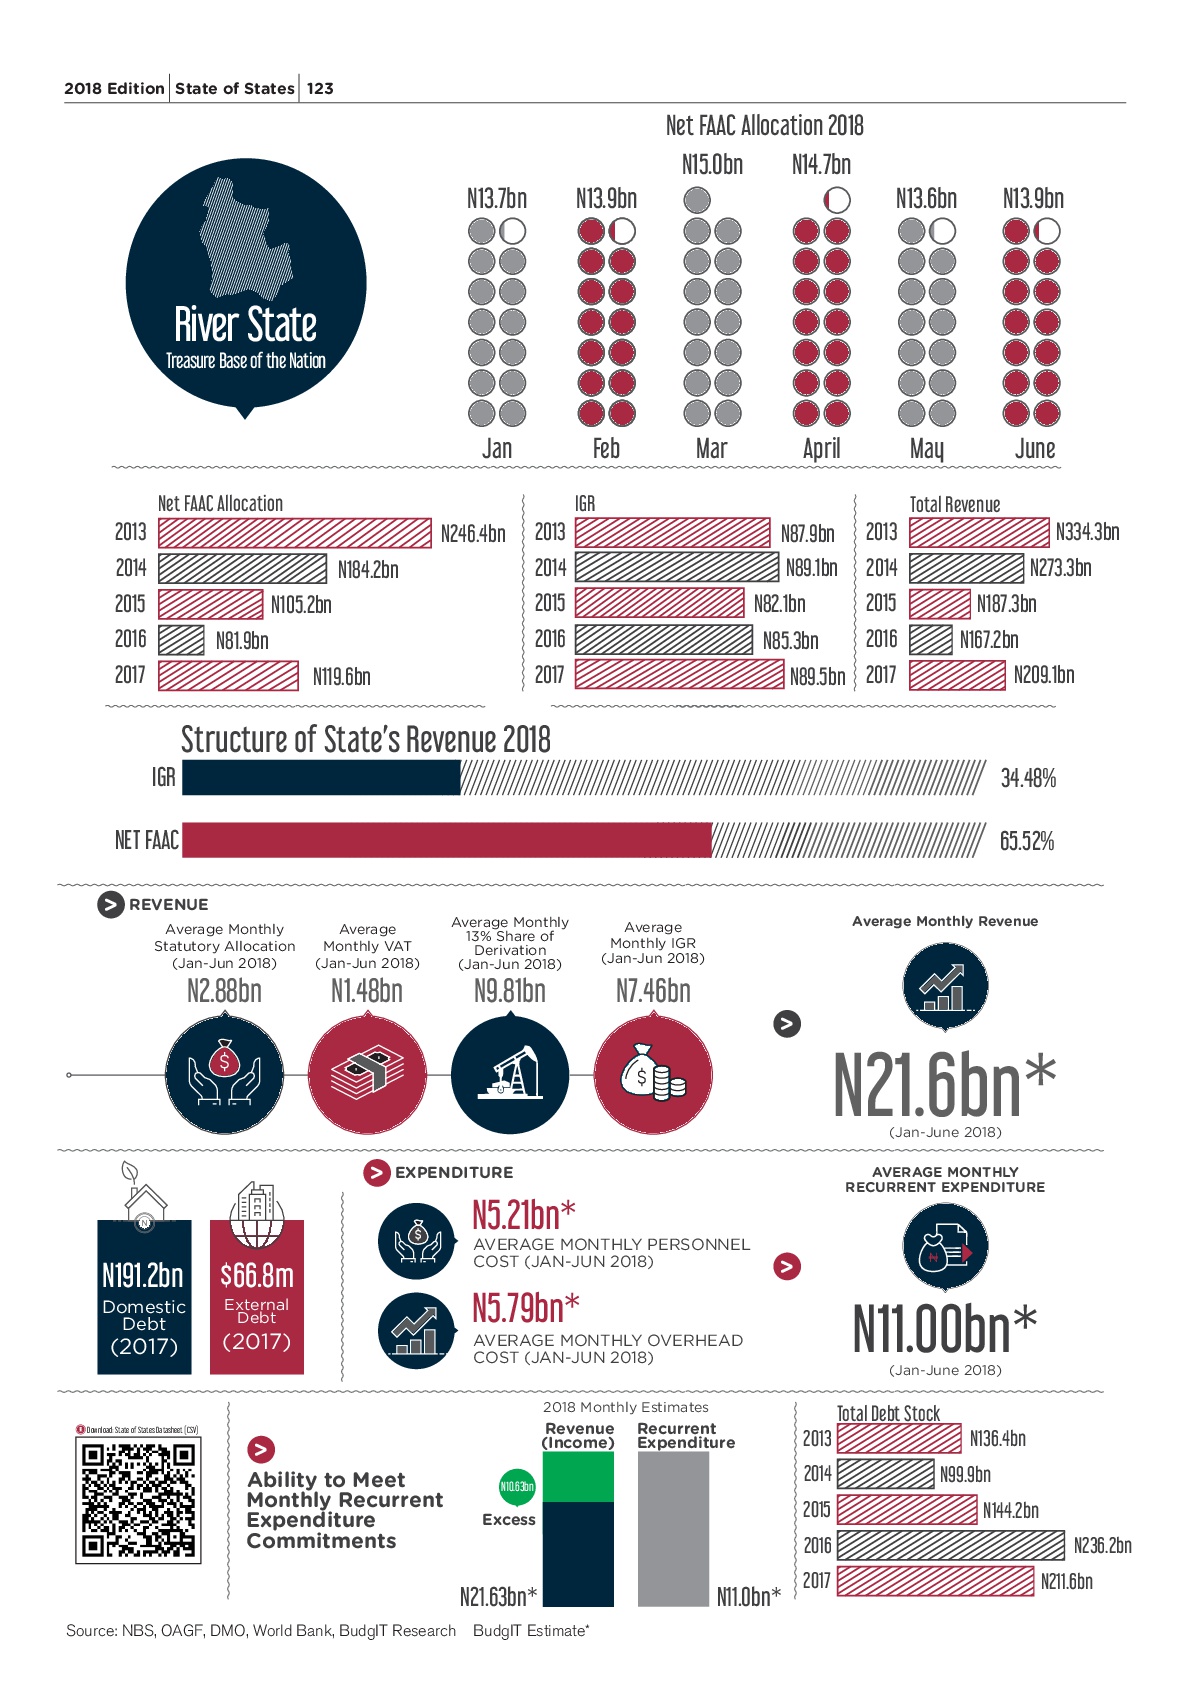 2018 Edition State of States 123
Net FAAC Allocation 2018
N13.7bn
N13.9bn
N15.0bn
N14.7bn
N13.6bn
N13.9bn
Jan
Feb
Mar
April
May
June
River State
Treasure Base of the Nation
Net FAAC Allocation
2013 N246.4bn
2014 N184.2bn
2015 N105.2bn
2016 N81.9bn
2017 N119.6bn
IGR
2013 N87.9bn
2014 N89.1bn
2015 N82.1bn
2016 N85.3bn
2017 N89.5bn
Total Revenue
2013 N334.3bn
2014 N273.3bn
2015 N187.3bn
2016 N167.2bn
2017 N209.1bn
Structure of State's Revenue 2018
IGR 34.48%
NET FAAC 65.52%
> REVENUE
Average Monthly
Statutory Allocation
(Jan-Jun 2018)
N2.88bn
Average
Monthly VAT
(Jan-Jun 2018)
N1.48bn
Average Monthly
13% Share of
Derivation
(Jan-Jun 2018)
N9.81bn
Average
Monthly IGR
(Jan-Jun 2018)
N7.46bn
>
Average Monthly Revenue
N21.6bn*
(Jan-June 2018)
N
N191.2bn
Domestic
Debt
(2017)
$66.8m
External
Debt
(2017)
> EXPENDITURE
N5.21bn*
AVERAGE MONTHLY PERSONNEL
COST (JAN-JUN 2018)
N5.79bn*
AVERAGE MONTHLY OVERHEAD
COST (JAN-JUN 2018)
>
AVERAGE MONTHLY
RECURRENT EXPENDITURE
N11.00bn*
(Jan-June 2018)
Download: State of States Datasheet (CSV)
>
Ability to Meet
Monthly Recurrent
Expenditure
Commitments
2018 Monthly Estimates
Revenue
(Income)
Recurrent
Expenditure
N10.63bn
Excess
N21.63bn*
N11.0bn*
Total Debt Stock
2013 N136.4bn
2014 N99.9bn
2015 N144.2bn
2016 N236.2bn
2017 N211.6bn
Source: NBS, OAGF, DMO, World Bank, BudgIT Research BudgIT Estimate*